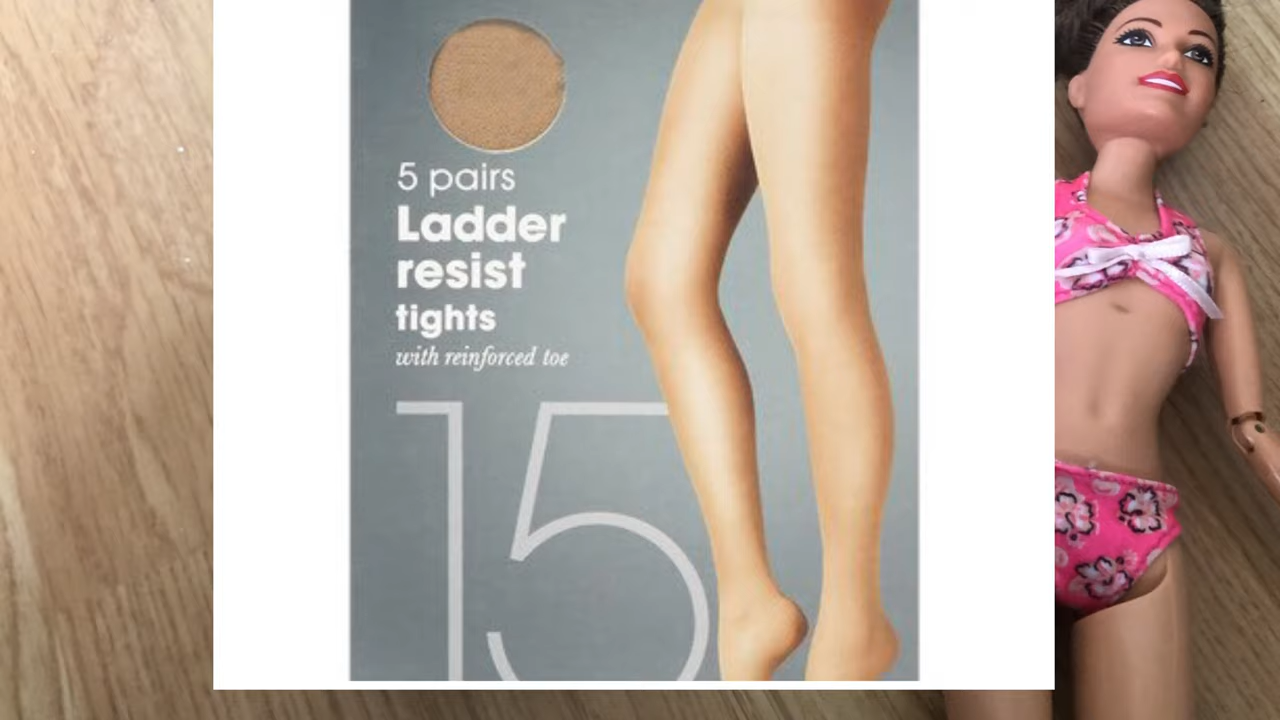 5 pairs
Ladder
resist
tights
with reinforced toe
15